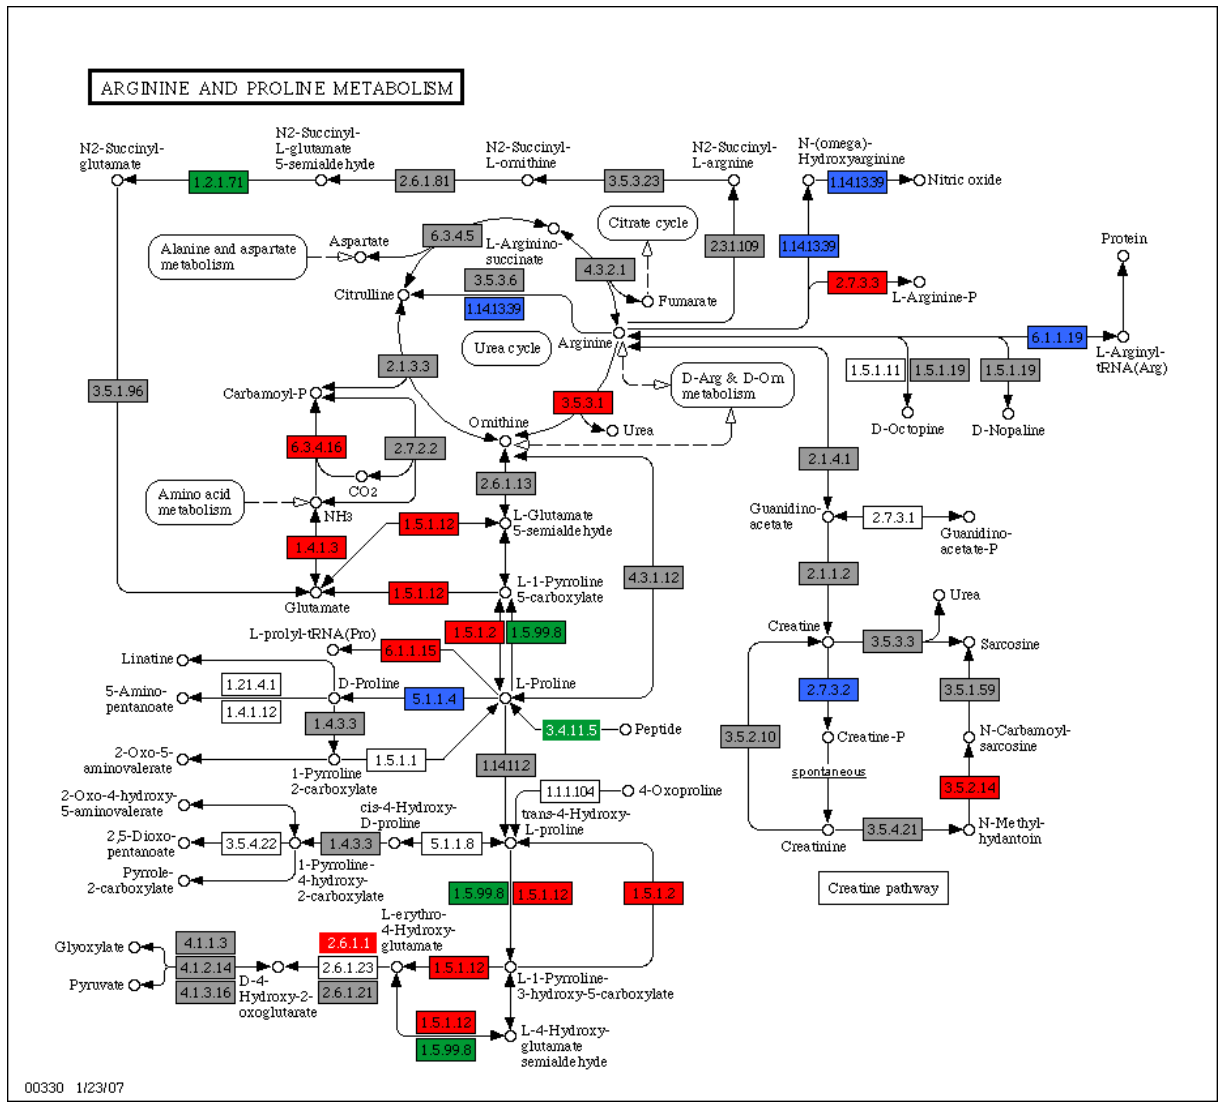 ARGININE AND PROLINE METABOLISM
N2-Succinyl-
glutamate
N2-Succinyl-
L-glutamate
5-semialdehyde
N2-Succinyl-
L-ornithine
N2-Succinyl-
L-arginine
N-(omega)-
Hydroxyarginine
1.2.1.71
2.6.1.81
3.5.3.23
1.14.13.39
Nitric oxide
Alanine and aspartate
metabolism
Aspartate
6.3.4.5
L-Arginino-
succinate
Citrate cycle
2.3.1.109
1.14.13.39
Protein
4.3.2.1
3.5.3.6
Citrulline
1.14.13.39
Fumarate
2.7.3.3
L-Arginine-P
Urea cycle
Arginine
6.1.1.19
L-Arginyl-
tRNA(Arg)
2.1.3.3
1.5.1.11
1.5.1.19
1.5.1.19
3.5.1.96
Carbamoyl-P
D-Arg & D-Orn
metabolism
3.5.3.1
Urea
D-Octopine
D-Nopaline
Ornithine
6.3.4.16
2.7.2.2
2.1.4.1
CO2
2.6.1.13
Amino acid
metabolism
NH3
1.5.1.12
L-Glutamate
5-semialdehyde
Guanidino-
acetate
2.7.3.1
Guanidino-
acetate-P
1.4.1.3
4.3.1.12
2.1.1.2
Glutamate
1.5.1.12
L-1-Pyrroline
5-carboxylate
Urea
L-prolyl-tRNA(Pro)
1.5.1.2
1.5.99.8
Creatine
3.5.3.3
Sarcosine
6.1.1.15
Linatine
D-Proline
L-Proline
5-Amino-
pentanoate
1.21.4.1
1.4.1.12
5.1.1.4
2.7.3.2
3.5.1.59
1.4.3.3
3.4.11.5
Peptide
3.5.2.10
Creatine-P
N-Carbamoyl-
sarcosine
2-Oxo-5-
aminovalerate
1-Pyrroline
2-carboxylate
1.5.1.1
1.14.11.2
spontaneous
3.5.2.14
2-Oxo-4-hydroxy-
5-aminovalerate
cis-4-Hydroxy-
D-proline
1.1.1.104
4-Oxoproline
trans-4-Hydroxy-
L-proline
2,5-Dioxo-
pentanoate
3.5.4.22
1.4.3.3
5.1.1.8
Creatinine
3.5.4.21
N-Methyl-
hydantoin
Pyrrole-
2-carboxylate
1-Pyrroline-
4-hydroxy-
2-carboxylate
1.5.99.8
1.5.1.12
1.5.1.2
Creatine pathway
L-erythro-
4-Hydroxy-
glutamate
Glyoxylate
4.1.1.3
2.6.1.1
4.1.2.14
2.6.1.23
1.5.1.12
Pyruvate
4.1.3.16
D-4-
Hydroxy-2-
oxoglutarate
2.6.1.21
L-1-Pyrroline-
3-hydroxy-5-carboxylate
1.5.1.12
1.5.99.8
L-4-Hydroxy-
glutamate
semialdehyde
00330 1/23/07